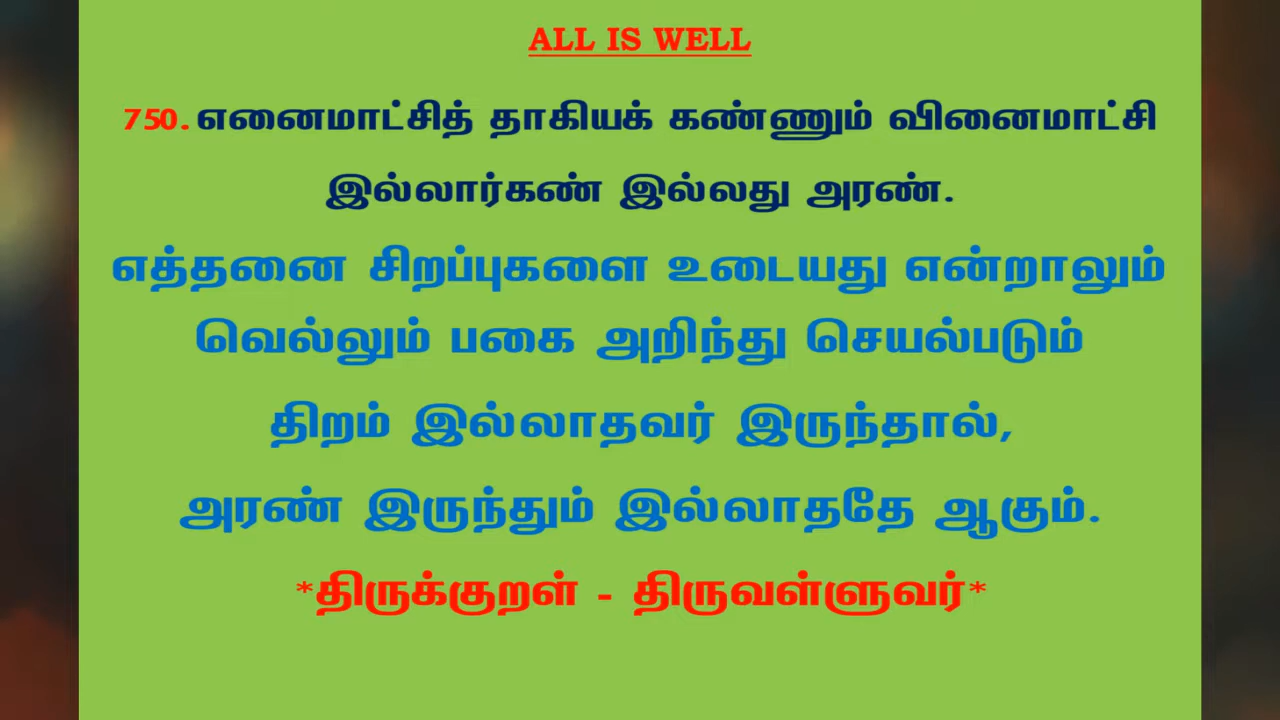 ALL IS WELL
750. எனைமாட்சித் தாகியக் கண்ணும் வினைமாட்சி
இல்லார்கண் இல்லது அரண்.
எத்தனை சிறப்புகளை உடையது என்றாலும்
வெல்லும் பகை அறிந்து செயல்படும்
திறம் இல்லாதவர் இருந்தால்,
அரண் இருந்தும் இல்லாததே ஆகும்.
*திருக்குறள் - திருவள்ளுவர்*